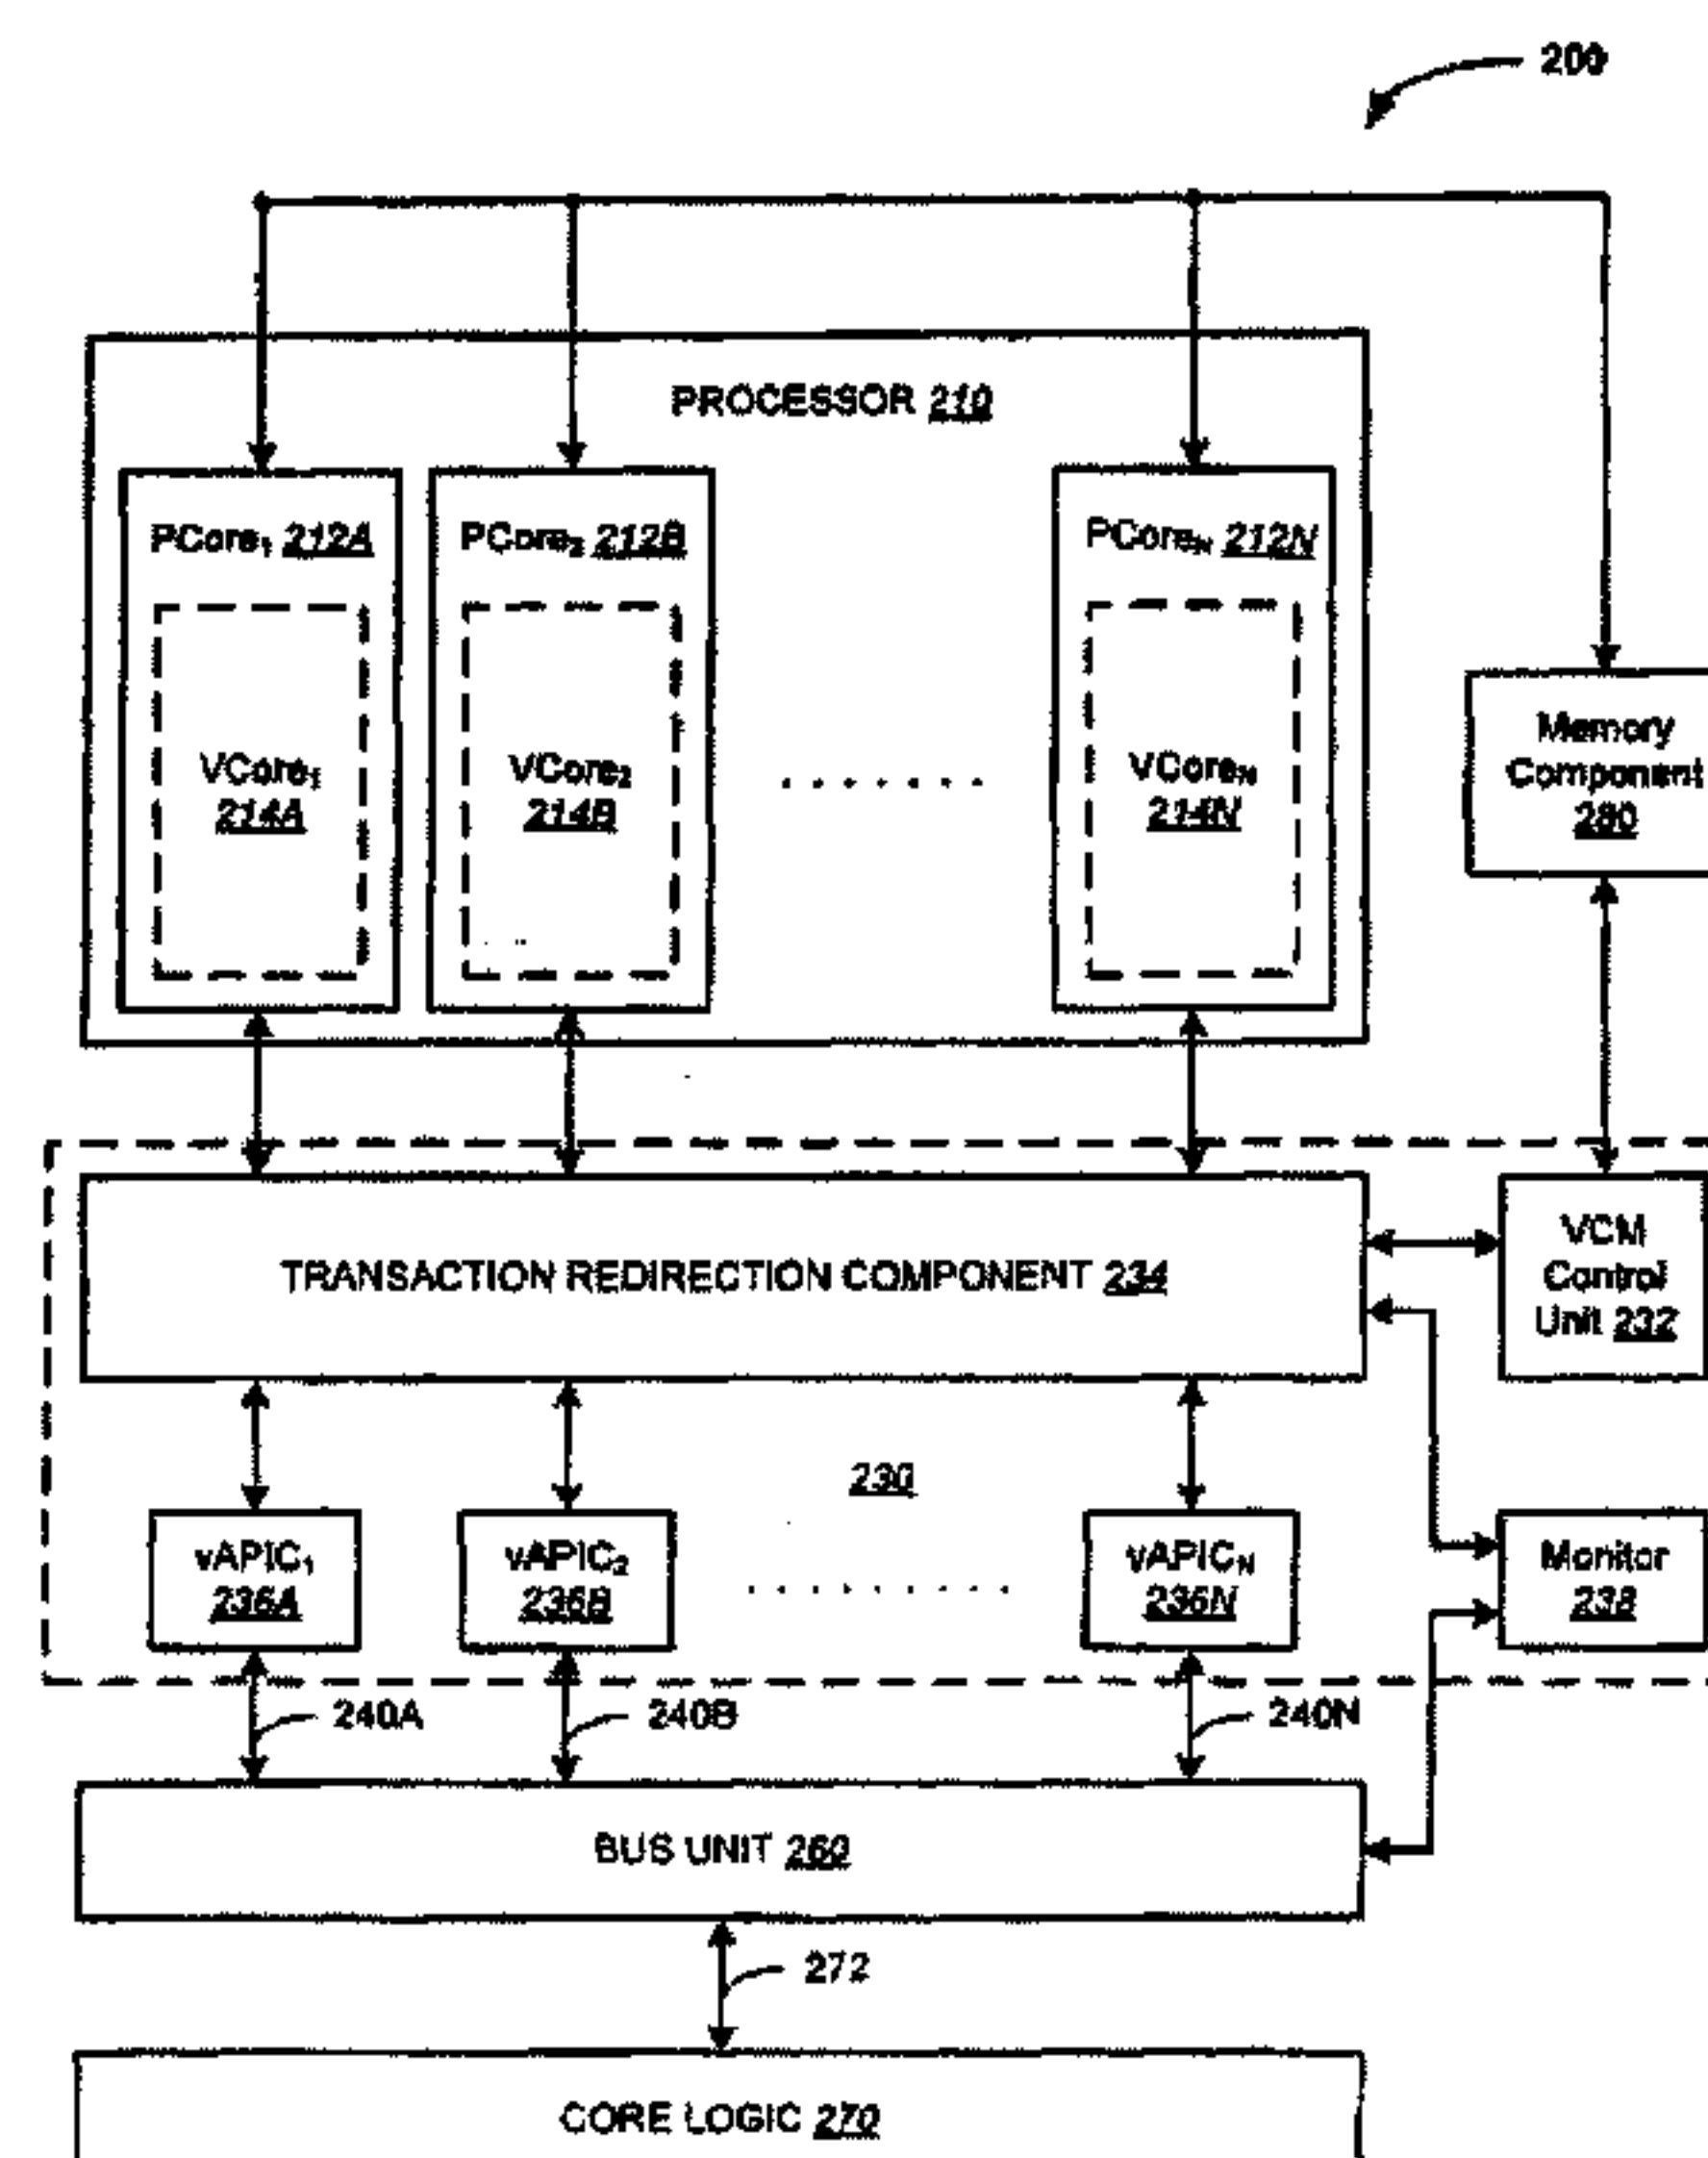 200
PROCESSOR 210
PCore₁ 212A
PCore₂ 212B
PCoreN 212N
VCore₁
214A
VCore₂
214B
VCoreN
214N
Memory
Component
280
TRANSACTION REDIRECTION COMPONENT 234
VCM
Control
Unit 232
230
vAPIC₁
236A
vAPIC₂
236B
vAPICN
236N
Monitor
238
240A
240B
240N
BUS UNIT 260
272
CORE LOGIC 270